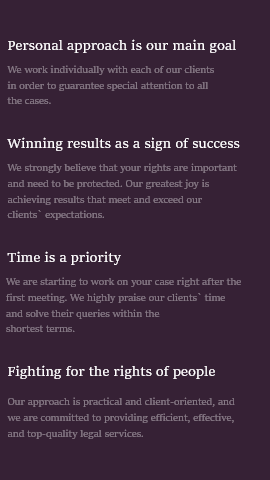 Personal approach is our main goal
We work individually with each of our clients
in order to guarantee special attention to all
the cases.
Winning results as a sign of success
We strongly believe that your rights are important
and need to be protected. Our greatest joy is
achieving results that meet and exceed our
clients` expectations.
Time is a priority
We are starting to work on your case right after the
first meeting. We highly praise our clients` time
and solve their queries within the
shortest terms.
Fighting for the rights of people
Our approach is practical and client-oriented, and
we are committed to providing efficient, effective,
and top-quality legal services.